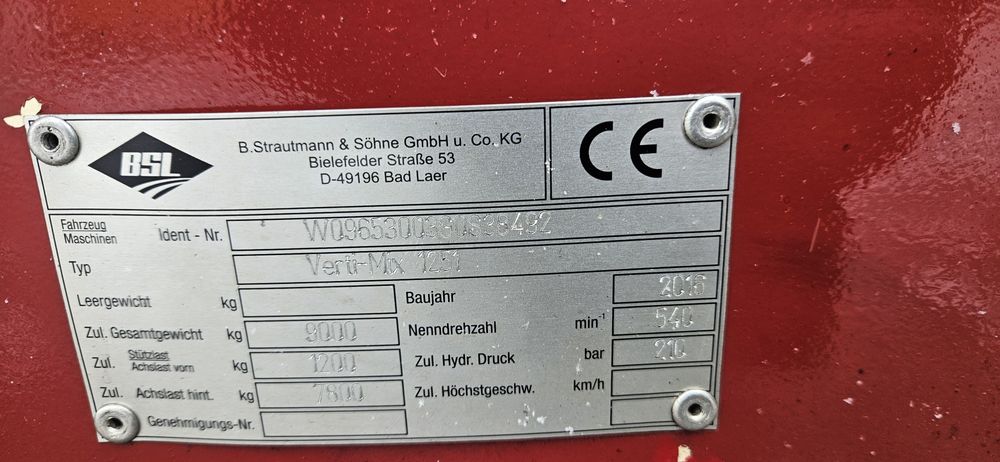 BSL
B.Strautmann & Söhne GmbH u. Co. KG
Bielefelder Straße 53
D-49196 Bad Laer
CE
Fahrzeug
Maschinen Ident - Nr.
Typ Verti-Mix 1251
Leergewicht kg
Baujahr 2016
Zul. Gesamtgewicht kg 9000
Nenndrehzahl min⁻¹ 540
Zul. Stützlast
Achslast vorn kg 1200
Zul. Hydr. Druck bar 210
Zul. Achslast hint. kg 7800
Zul. Höchstgeschw. km/h
Genehmigungs-Nr.